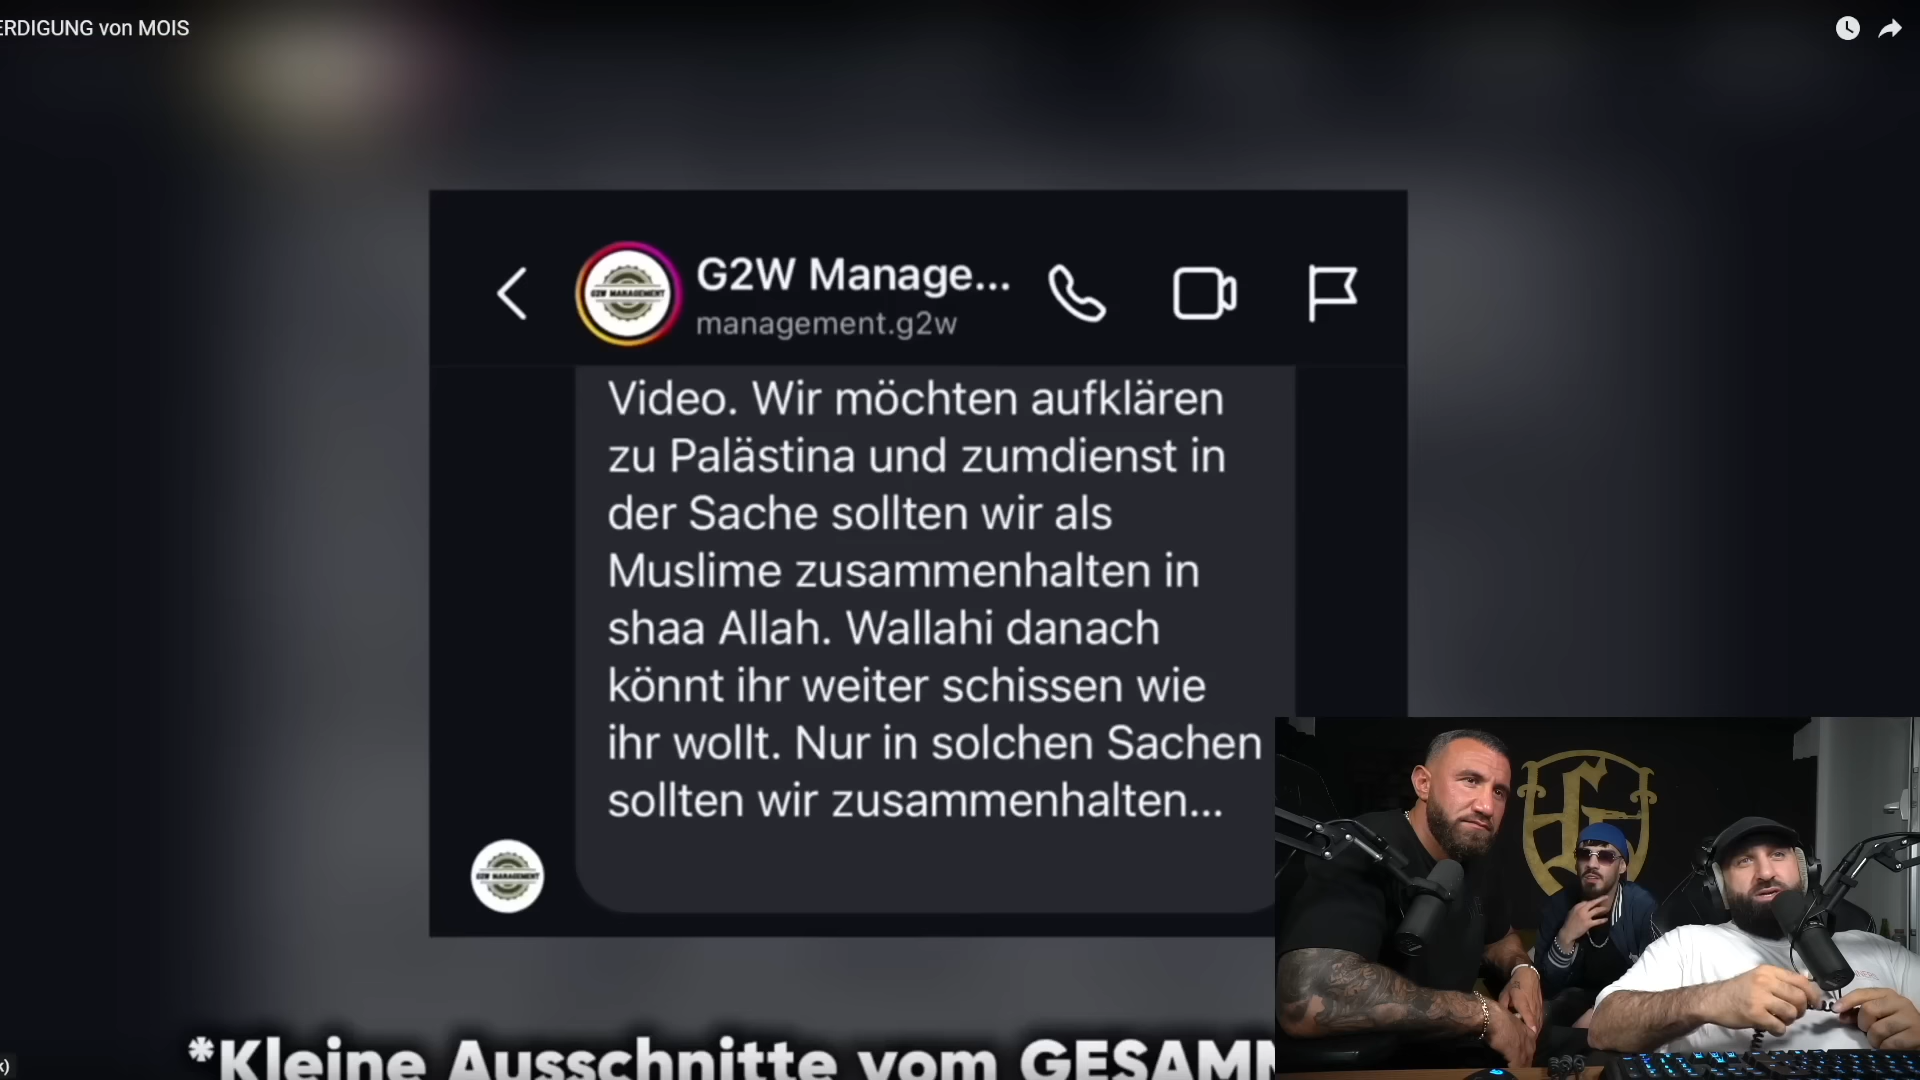 ERDIGUNG von MOIS
G2W Manage...
management.g2w
Video. Wir möchten aufklären
zu Palästina und zumdienst in
der Sache sollten wir als
Muslime zusammenhalten in
shaa Allah. Wallahi danach
könnt ihr weiter schissen wie
ihr wollt. Nur in solchen Sachen
sollten wir zusammenhalten...
G2W MANAGEMENT
*Kleine Ausschnitte vom GESAM